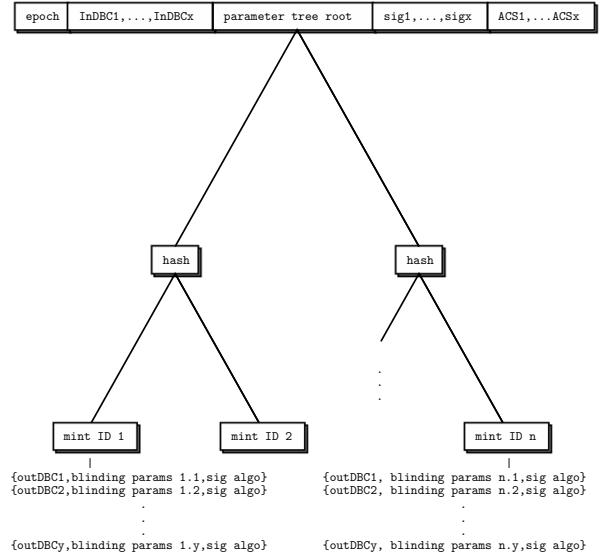 epoch InDBC1,...,InDBCx parameter tree root sig1,...,sigx ACS1,...ACSx
hash hash
.
.
.
mint ID 1 mint ID 2 mint ID n
{outDBC1,blinding params 1.1,sig algo} {outDBC1, blinding params n.1,sig algo}
{outDBC2,blinding params 1.2,sig algo} {outDBC2, blinding params n.2,sig algo}
. .
. .
. .
{outDBCy,blinding params 1.y,sig algo} {outDBCy, blinding params n.y,sig algo}